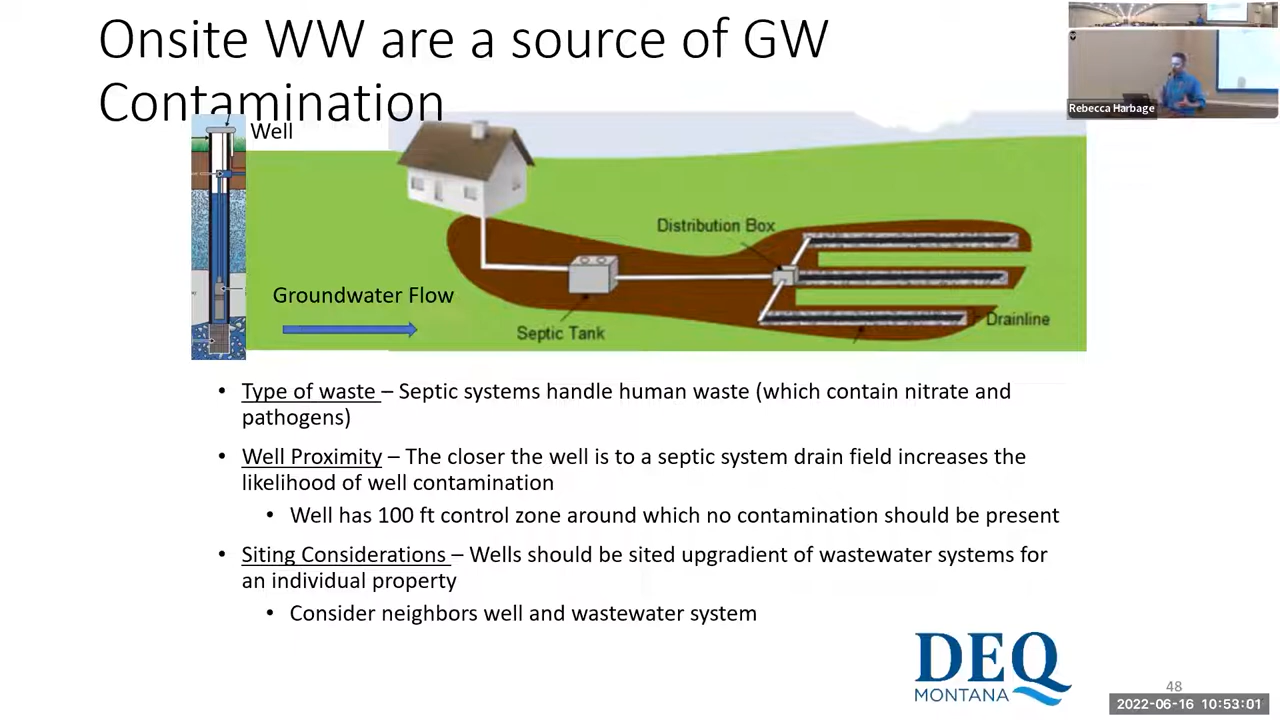 Onsite WW are a source of GW
Contamination
Rebecca Harbage
Well
Distribution Box
Groundwater Flow
Septic Tank
Drainline
• Type of waste – Septic systems handle human waste (which contain nitrate and
pathogens)
• Well Proximity – The closer the well is to a septic system drain field increases the
likelihood of well contamination
• Well has 100 ft control zone around which no contamination should be present
• Siting Considerations – Wells should be sited upgradient of wastewater systems for
an individual property
• Consider neighbors well and wastewater system
DEQ
MONTANA
48
2022-06-16 10:53:01